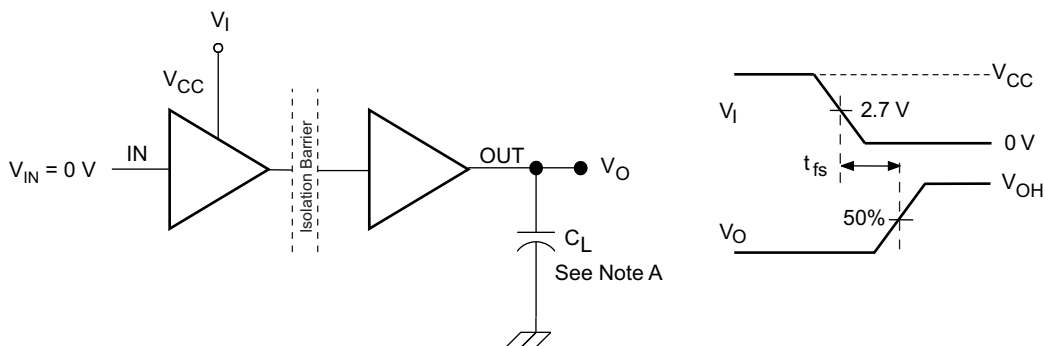 V_I
V_CC
V_IN = 0 V
IN
Isolation Barrier
OUT
V_O
C_L
See Note A
V_I
V_CC
2.7 V
0 V
t_fs
V_O
50%
V_OH